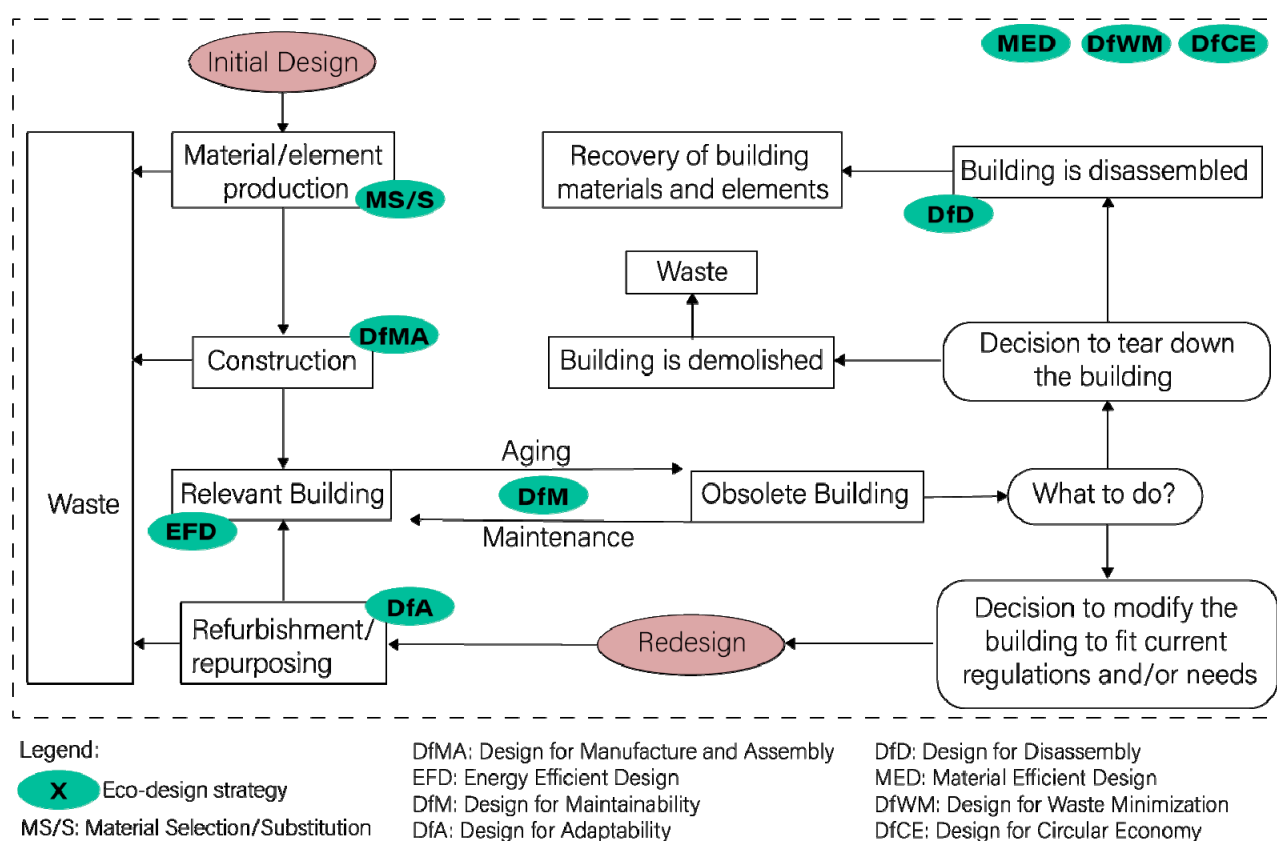 Initial Design
MED
DfWM
DfCE
Material/element
production
MS/S
Recovery of building
materials and elements
Building is disassembled
DfD
Waste
DfMA
Construction
Building is demolished
Decision to tear down
the building
Waste
Aging
Relevant Building
DfM
Obsolete Building
What to do?
EFD
Maintenance
DfA
Refurbishment/
repurposing
Redesign
Decision to modify the
building to fit current
regulations and/or needs
Legend:
X Eco-design strategy
MS/S: Material Selection/Substitution
DfMA: Design for Manufacture and Assembly
EFD: Energy Efficient Design
DfM: Design for Maintainability
DfA: Design for Adaptability
DfD: Design for Disassembly
MED: Material Efficient Design
DfWM: Design for Waste Minimization
DfCE: Design for Circular Economy